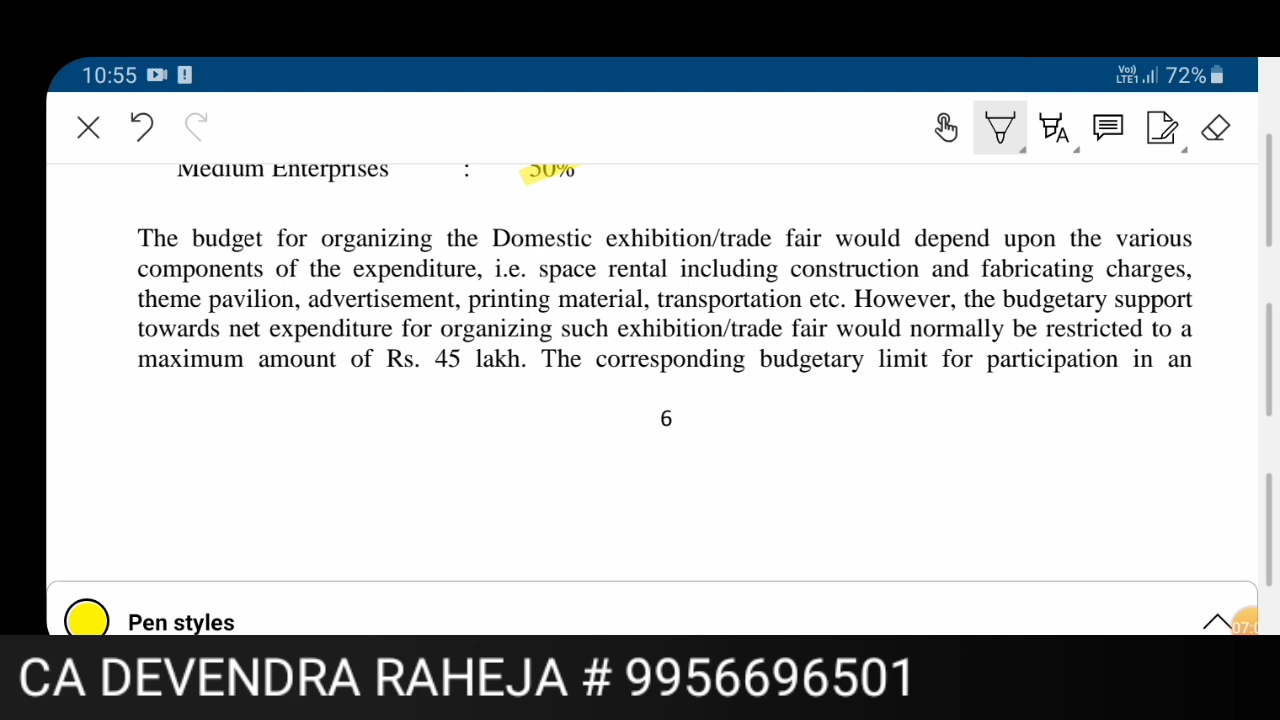 10:55 Vo)) LTE1 72%
Medium Enterprises : 50%
The budget for organizing the Domestic exhibition/trade fair would depend upon the various
components of the expenditure, i.e. space rental including construction and fabricating charges,
theme pavilion, advertisement, printing material, transportation etc. However, the budgetary support
towards net expenditure for organizing such exhibition/trade fair would normally be restricted to a
maximum amount of Rs. 45 lakh. The corresponding budgetary limit for participation in an
6
Pen styles
CA DEVENDRA RAHEJA # 9956696501